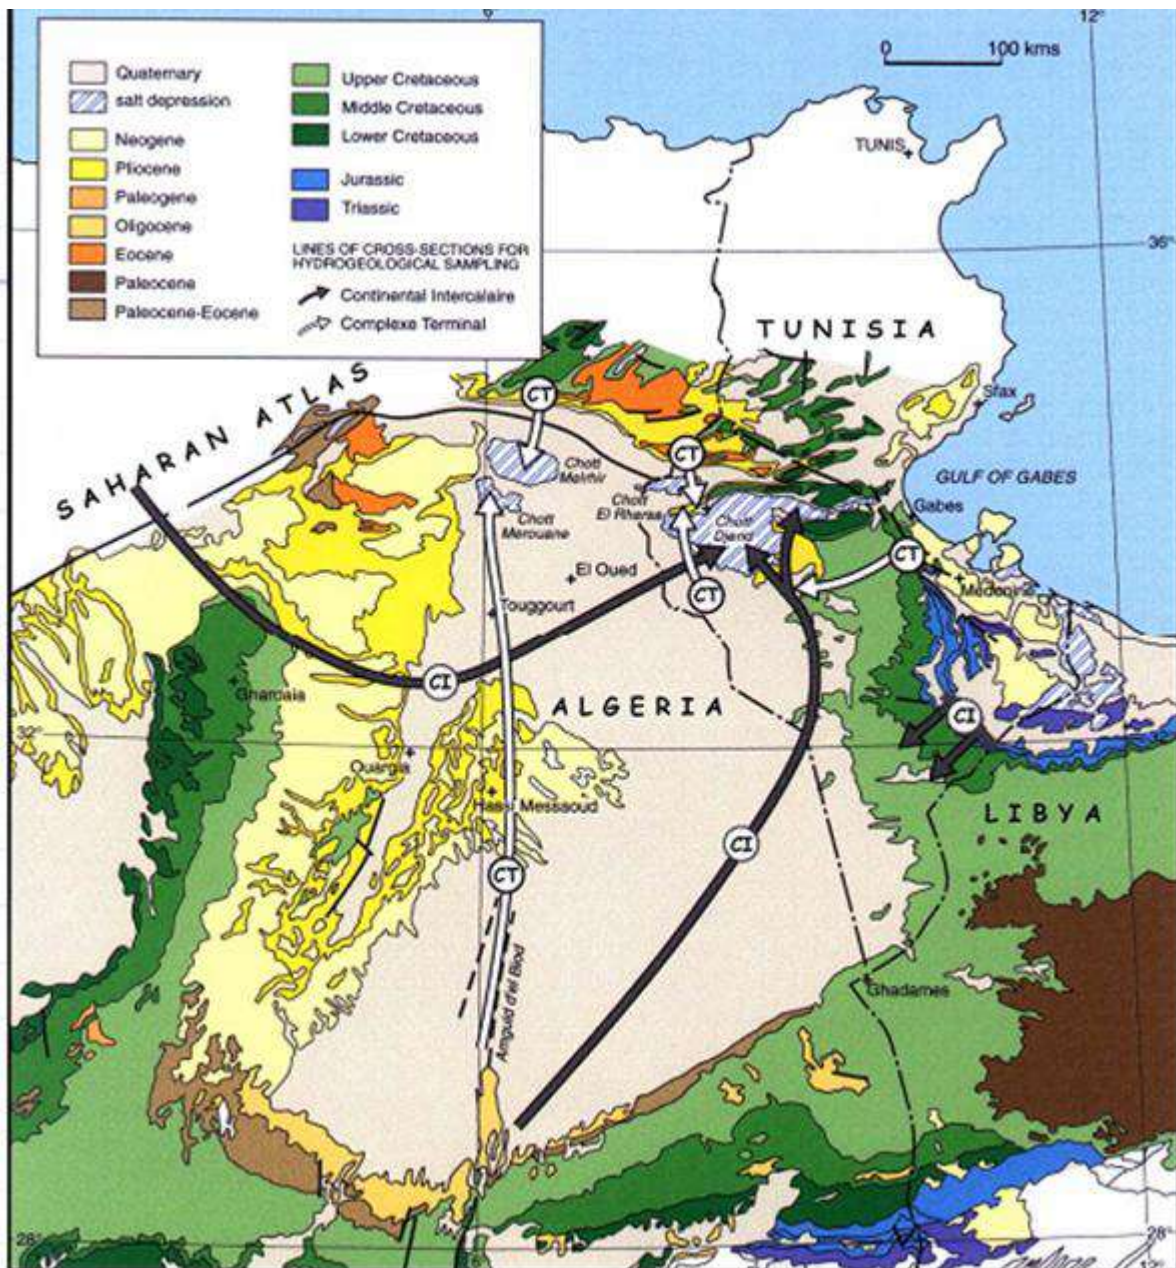 6°
12°
0 100 kms
Quaternary
salt depression
Neogene
Pliocene
Paleogene
Oligocene
Eocene
Paleocene
Paleocene-Eocene
Upper Cretaceous
Middle Cretaceous
Lower Cretaceous
Jurassic
Triassic
LINES OF CROSS-SECTIONS FOR
HYDROGEOLOGICAL SAMPLING
Continental Intercalaire
Complexe Terminal
TUNIS
36°
TUNISIA
SAHARAN ATLAS
CT
Sfax
CT
Chott
Melrhir
GULF OF GABES
Chott
El Rharsa
Chott
Merouane
Chott
Djerid
Gabes
CT
El Oued
CT
Medenine
Touggourt
CI
Ghardaia
ALGERIA
CI
32°
Ouargla
Hassi Messaoud
LIBYA
CI
CT
Amguid d'el Biod
Ghadames
28°
28°